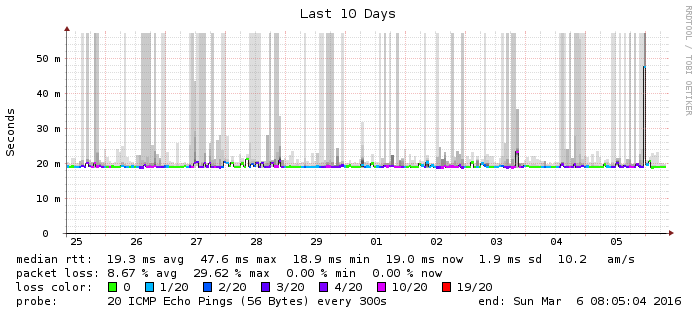 Last 10 Days
RRDTOOL / TOBI OETIKER
Seconds
50 m
40 m
30 m
20 m
10 m
0
25 26 27 28 29 01 02 03 04 05
median rtt: 19.3 ms avg 47.6 ms max 18.9 ms min 19.0 ms now 1.9 ms sd 10.2 am/s
packet loss: 8.67 % avg 29.62 % max 0.00 % min 0.00 % now
loss color: 0 1/20 2/20 3/20 4/20 10/20 19/20
probe: 20 ICMP Echo Pings (56 Bytes) every 300s end: Sun Mar 6 08:05:04 2016